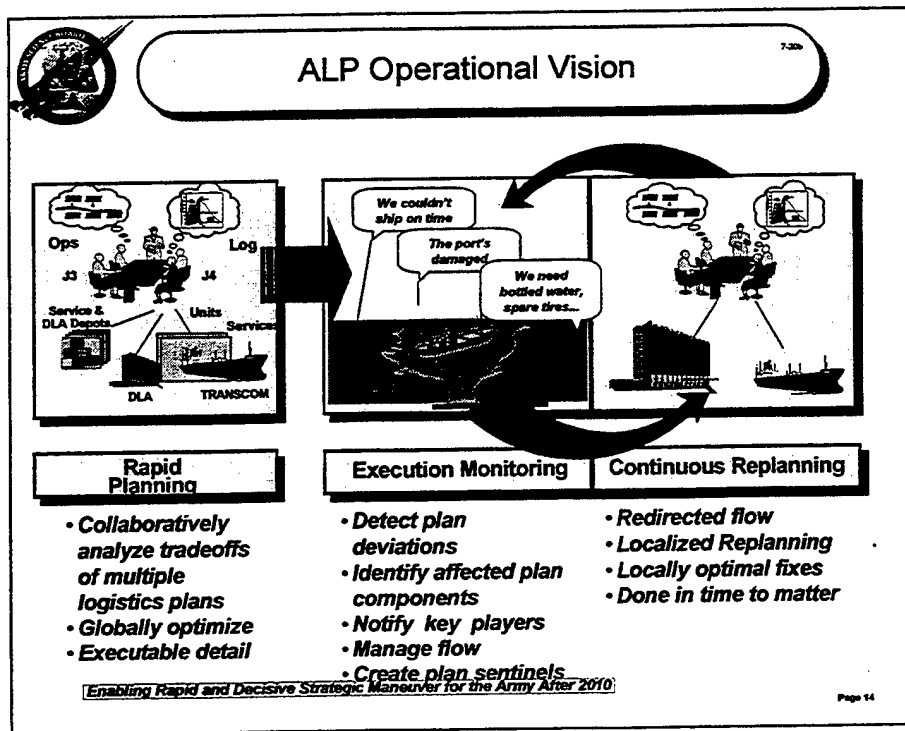 7-30b
ALP Operational Vision
Ops
Log
J3
J4
Service &
DLA Depots
Units
Services
DLA
TRANSCOM
We couldn't
ship on time
The port's
damaged
We need
bottled water,
spare tires...
Rapid
Planning
• Collaboratively
analyze tradeoffs
of multiple
logistics plans
• Globally optimize
• Executable detail
Execution Monitoring
• Detect plan
deviations
• Identify affected plan
components
• Notify key players
• Manage flow
• Create plan sentinels
Continuous Replanning
• Redirected flow
• Localized Replanning
• Locally optimal fixes
• Done in time to matter
Enabling Rapid and Decisive Strategic Maneuver for the Army After 2010
Page 14